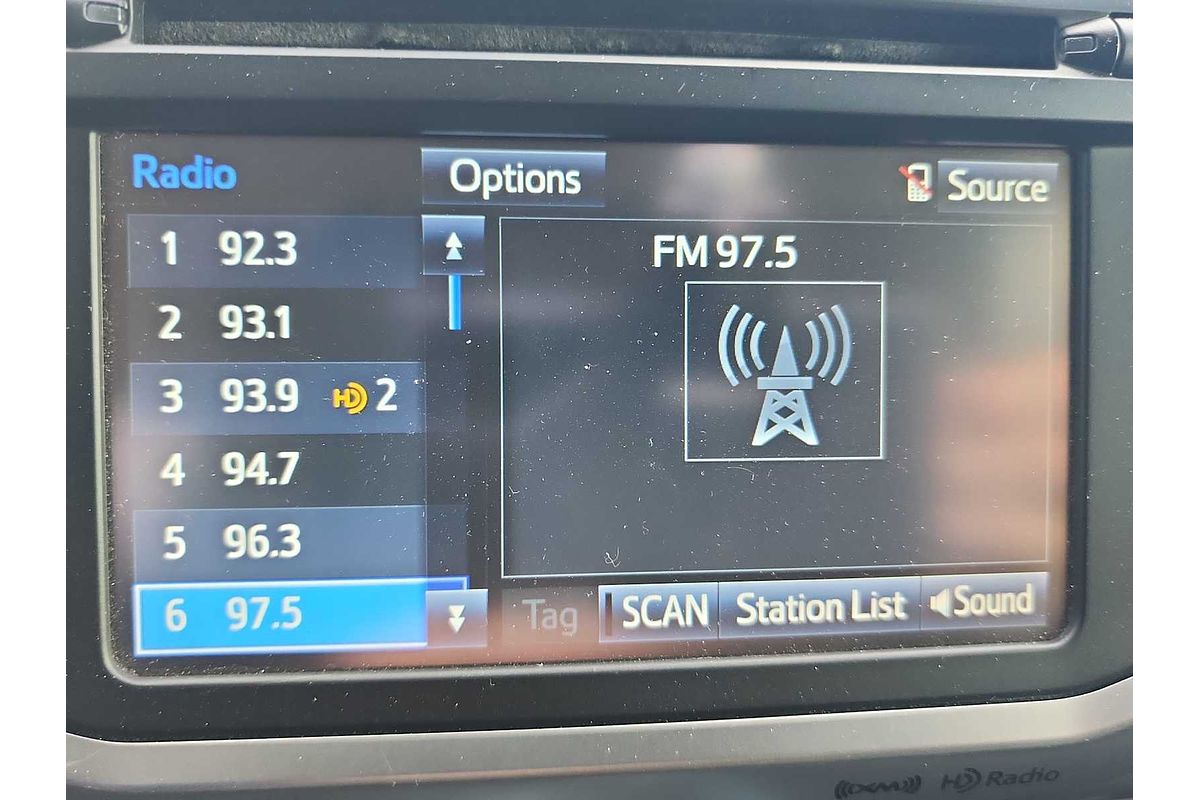 Radio
Options
Source
1 92.3
2 93.1
3 93.9 HD 2
4 94.7
5 96.3
6 97.5
FM 97.5
Tag
SCAN
Station List
Sound
((XM)) HD Radio